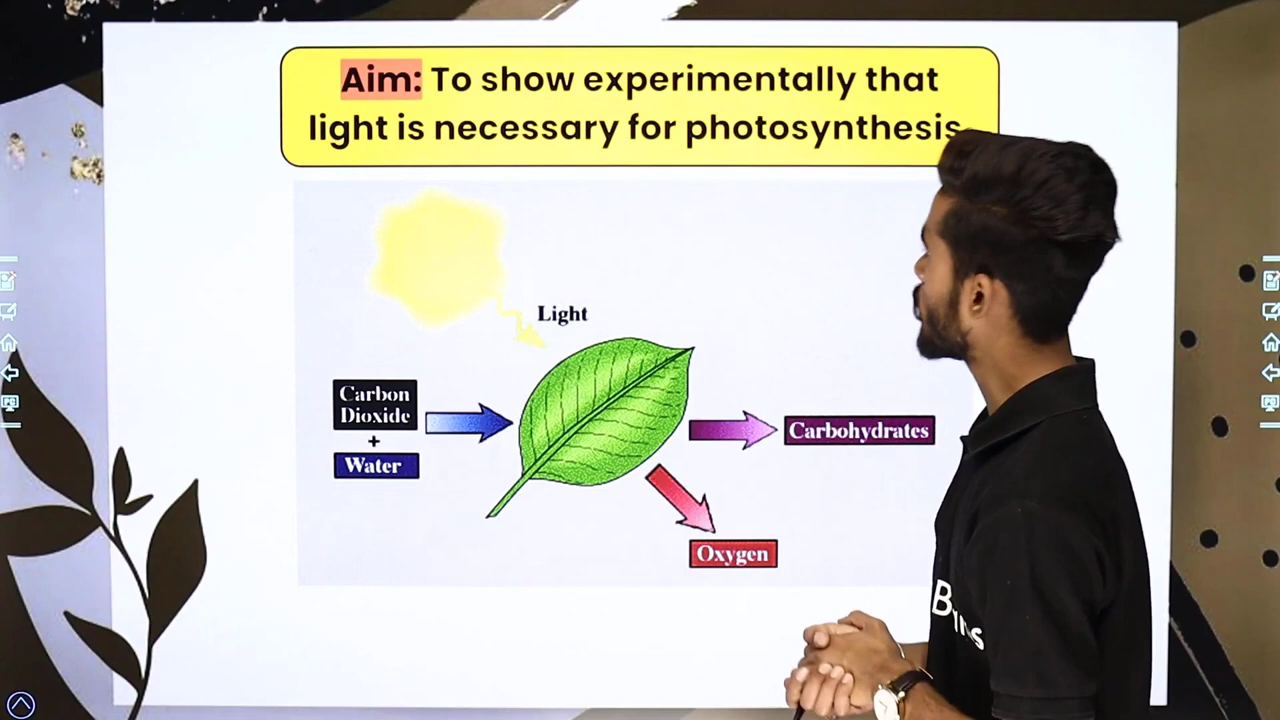 Aim: To show experimentally that
light is necessary for photosynthesis.
Light
Carbon
Dioxide
+
Water
Carbohydrates
Oxygen